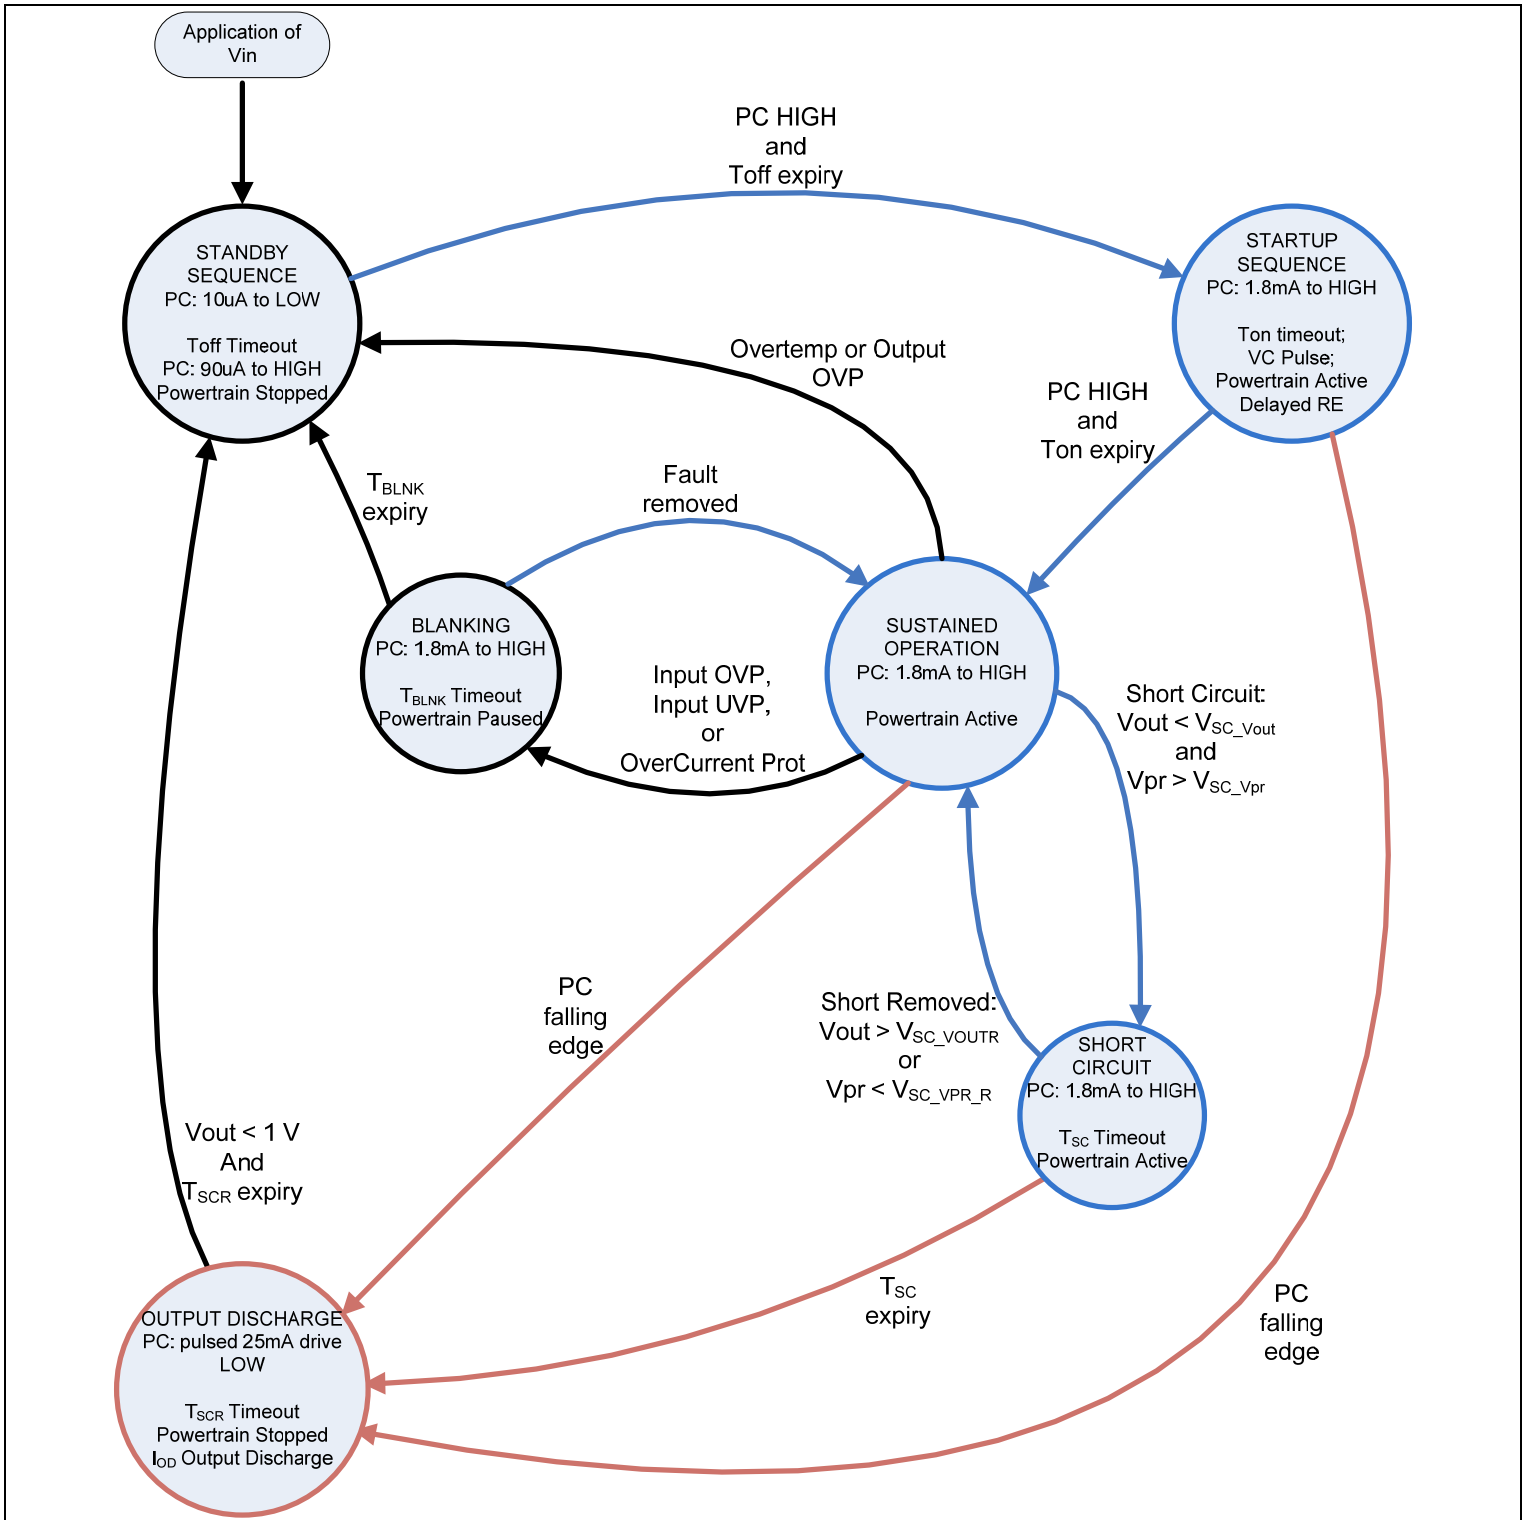 Application of
Vin
PC HIGH
and
Toff expiry
STANDBY
SEQUENCE
PC: 10uA to LOW
Toff Timeout
PC: 90uA to HIGH
Powertrain Stopped
STARTUP
SEQUENCE
PC: 1.8mA to HIGH
Ton timeout;
VC Pulse;
Powertrain Active
Delayed RE
Overtemp or Output
OVP
PC HIGH
and
Ton expiry
TBLNK
expiry
Fault
removed
BLANKING
PC: 1.8mA to HIGH
TBLNK Timeout
Powertrain Paused
Input OVP,
Input UVP,
or
OverCurrent Prot
SUSTAINED
OPERATION
PC: 1.8mA to HIGH
Powertrain Active
Short Circuit:
Vout < VSC_Vout
and
Vpr > VSC_Vpr
PC
falling
edge
Short Removed:
Vout > VSC_VOUTR
or
Vpr < VSC_VPR_R
SHORT
CIRCUIT
PC: 1.8mA to HIGH
TSC Timeout
Powertrain Active
Vout < 1 V
And
TSCR expiry
TSC
expiry
PC
falling
edge
OUTPUT DISCHARGE
PC: pulsed 25mA drive
LOW
TSCR Timeout
Powertrain Stopped
IOD Output Discharge